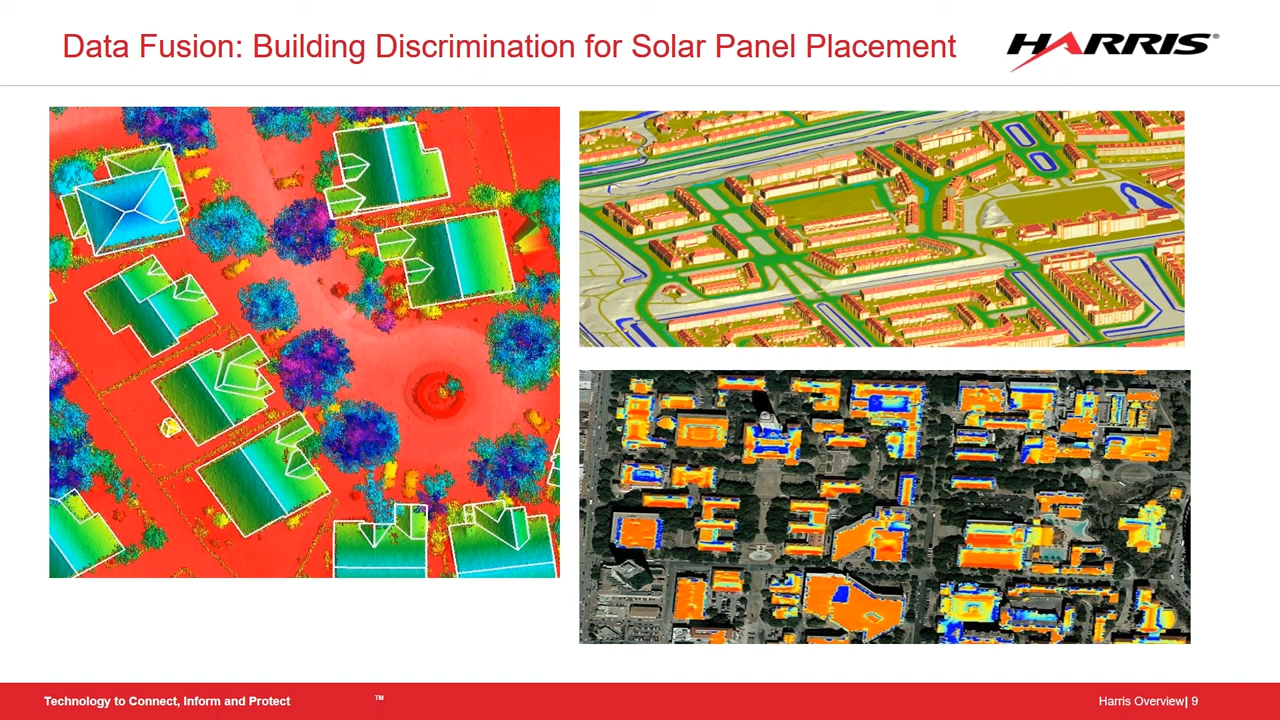 Data Fusion: Building Discrimination for Solar Panel Placement
HARRIS®
Technology to Connect, Inform and Protect
TM
Harris Overview| 9